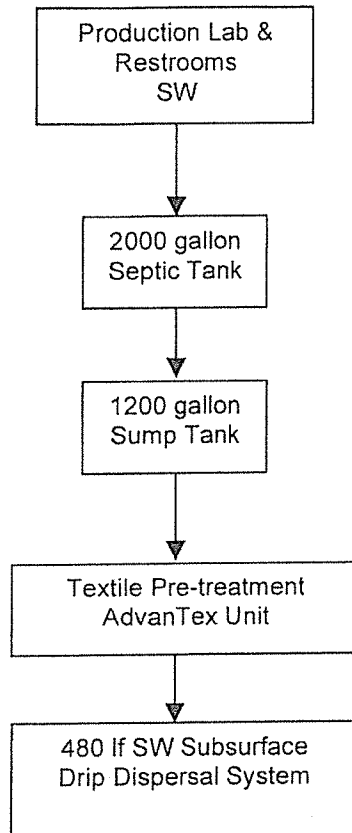 Production Lab &
Restrooms
SW
2000 gallon
Septic Tank
1200 gallon
Sump Tank
Textile Pre-treatment
AdvanTex Unit
480 lf SW Subsurface
Drip Dispersal System